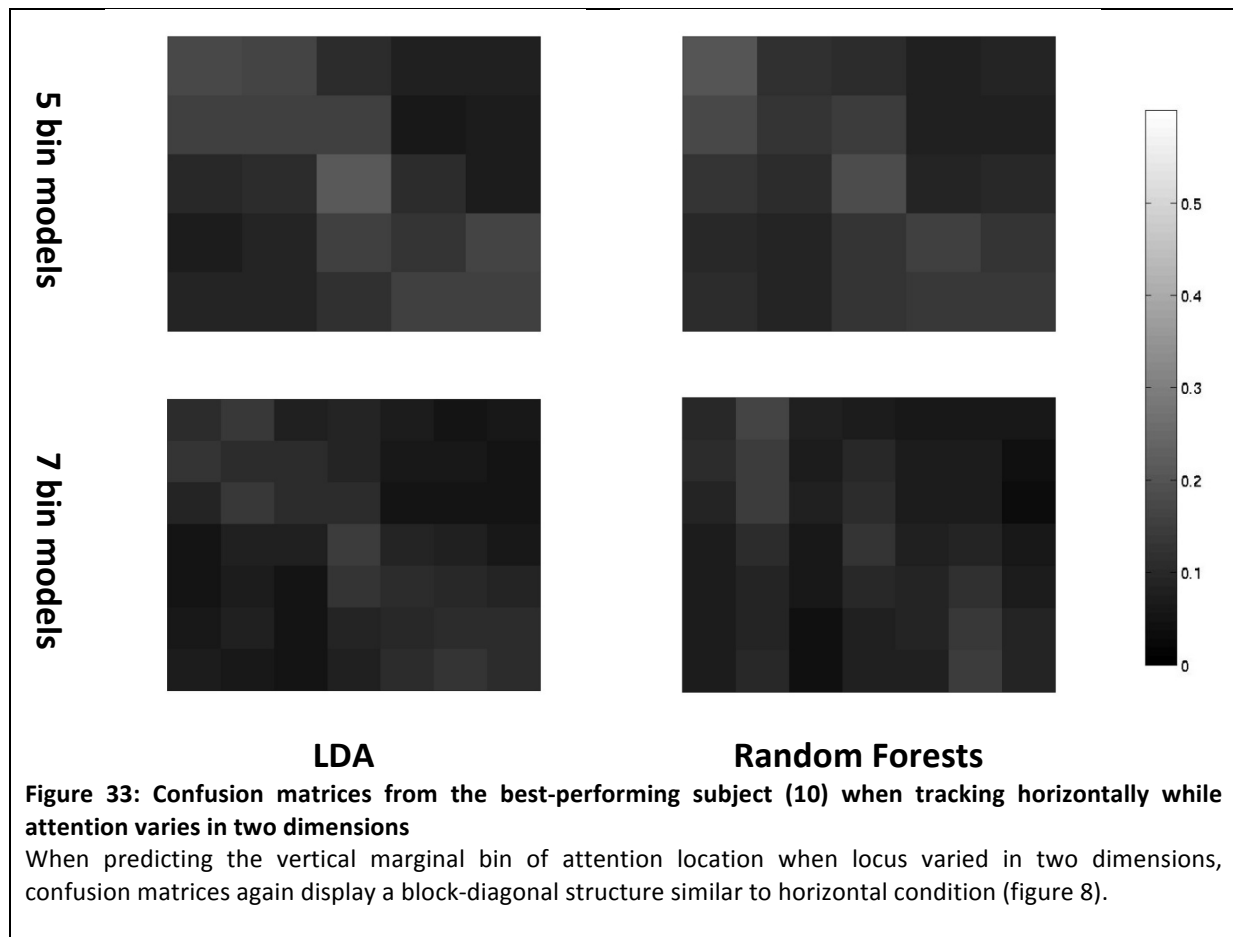 5 bin models
0.5
0.4
0.3
0.2
0.1
0
7 bin models
LDA
Random Forests
Figure 33: Confusion matrices from the best-performing subject (10) when tracking horizontally while
attention varies in two dimensions
When predicting the vertical marginal bin of attention location when locus varied in two dimensions,
confusion matrices again display a block-diagonal structure similar to horizontal condition (figure 8).